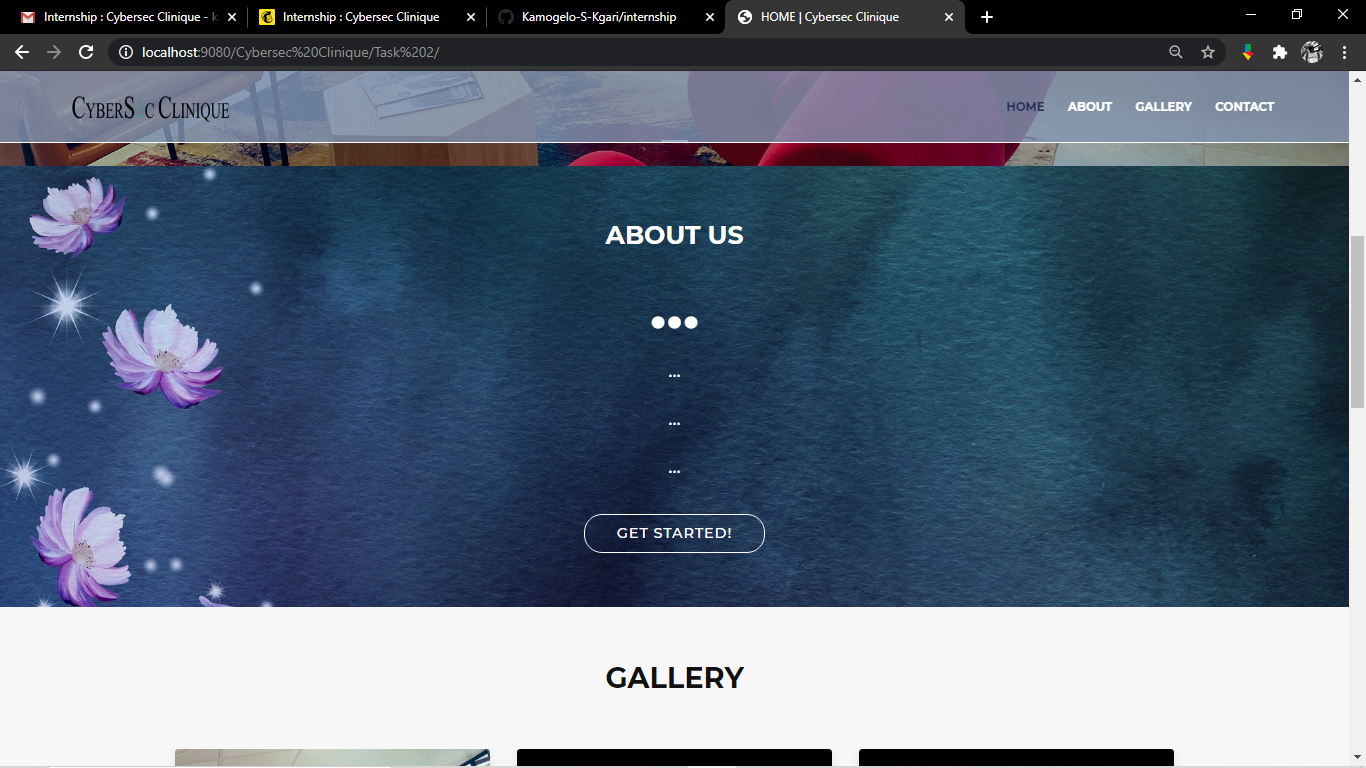 Internship : Cybersec Clinique - k
Internship : Cybersec Clinique
Kamogelo-S-Kgari/internship
HOME | Cybersec Clinique
localhost:9080/Cybersec%20Clinique/Task%202/
CYBERS C CLINIQUE
HOME ABOUT GALLERY CONTACT
ABOUT US
...
...
...
GET STARTED!
GALLERY